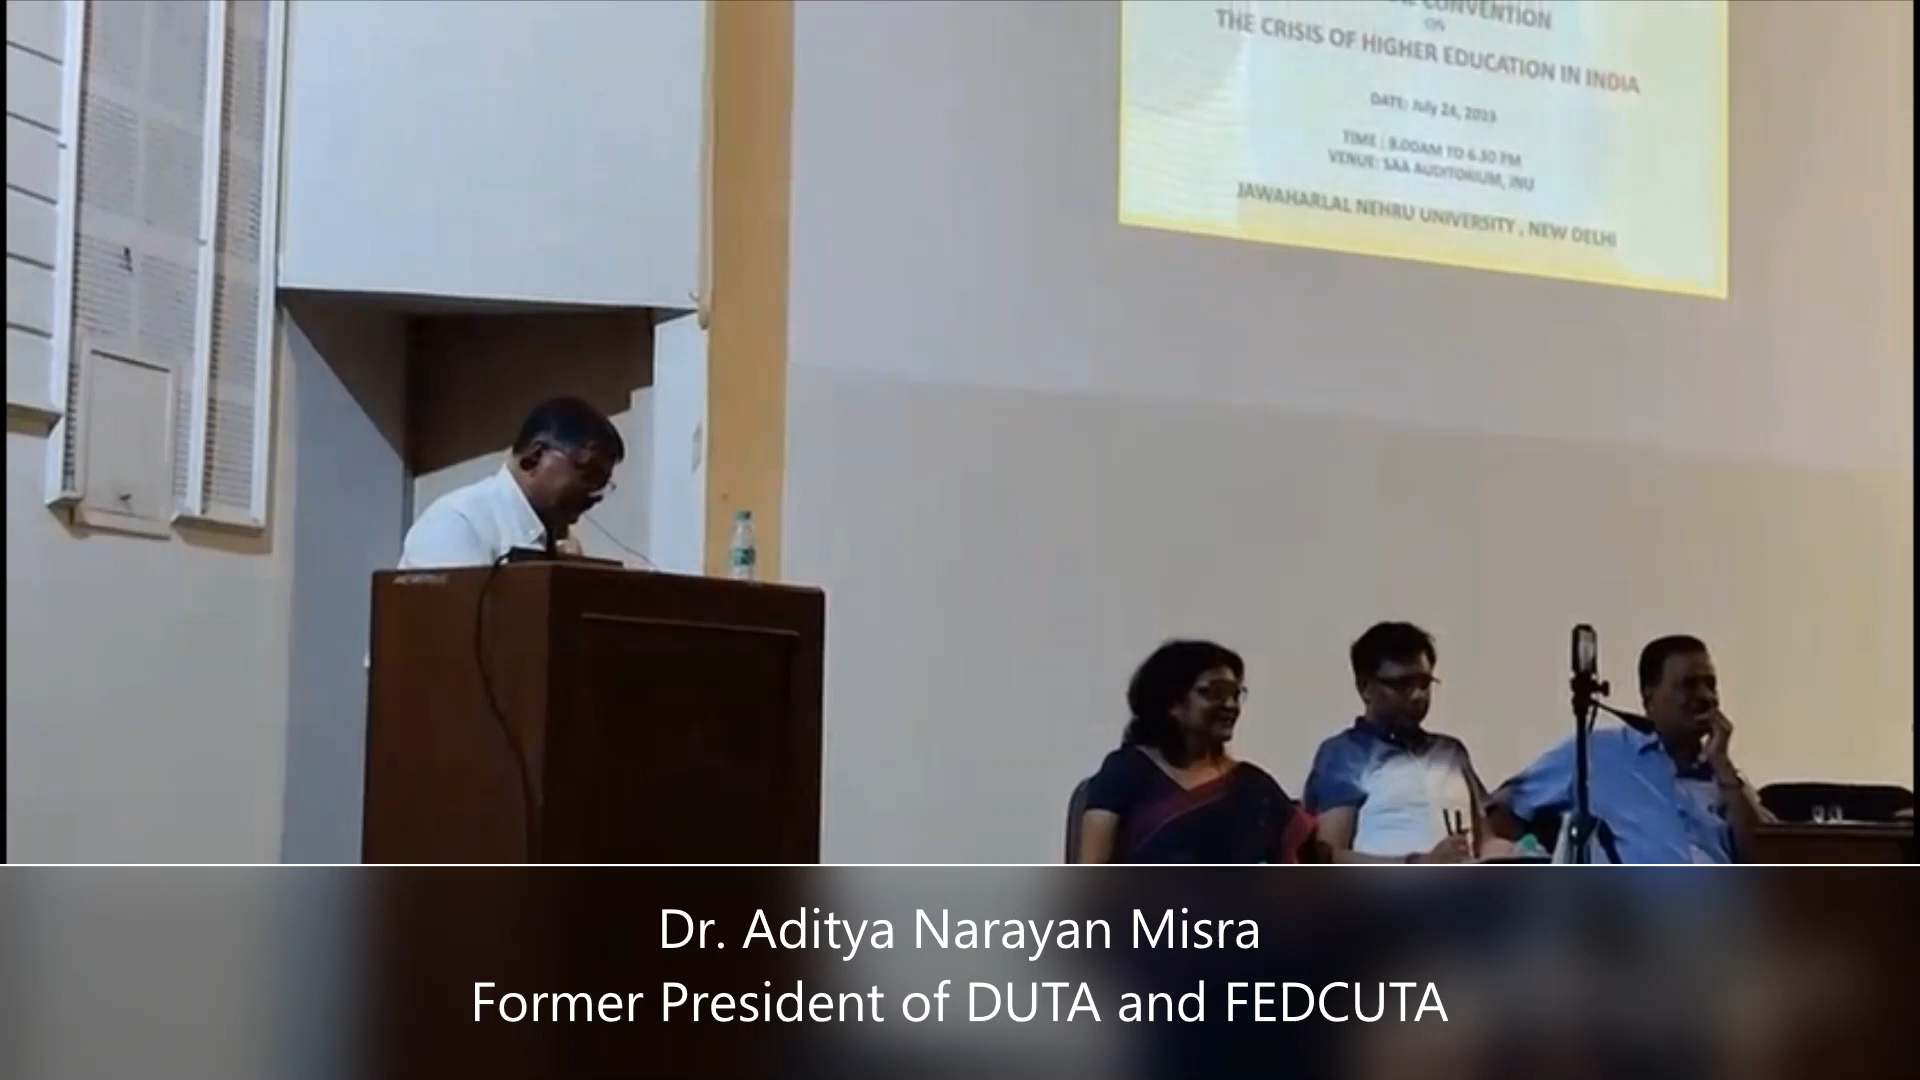 CONVENTION
ON
THE CRISIS OF HIGHER EDUCATION IN INDIA
DATE: July 24, 2023
TIME : 9.00AM TO 6.30 PM
VENUE: SAA AUDITORIUM, JNU
JAWAHARLAL NEHRU UNIVERSITY , NEW DELHI
Dr. Aditya Narayan Misra
Former President of DUTA and FEDCUTA